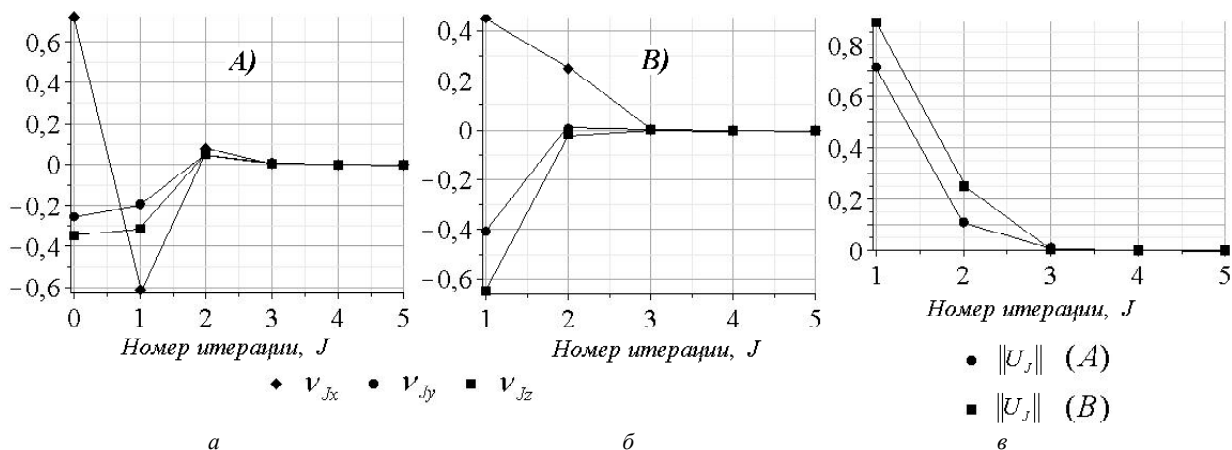 A)
0,6
0,4
0,2
0
−0,2
−0,4
−0,6
0 1 2 3 4 5
Номер итерации, J
B)
0,4
0,2
0
−0,2
−0,4
−0,6
1 2 3 4 5
Номер итерации, J
0,8
0,6
0,4
0,2
0
1 2 3 4 5
Номер итерации, J
ν_Jx ν_Jy ν_Jz
‖U_J‖ (A)
‖U_J‖ (B)
а б в